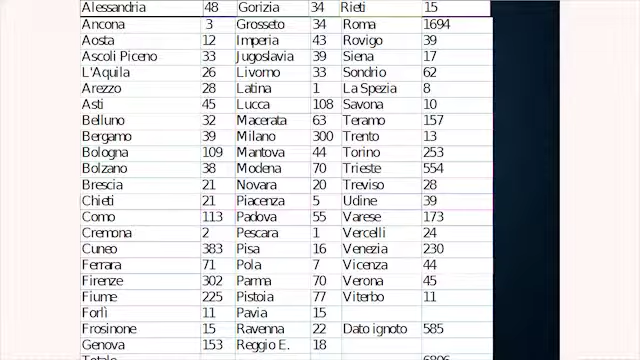 Alessandria 48 Gorizia 34 Rieti 15
Ancona 3 Grosseto 34 Roma 1694
Aosta 12 Imperia 43 Rovigo 39
Ascoli Piceno 33 Jugoslavia 39 Siena 17
L'Aquila 26 Livorno 33 Sondrio 62
Arezzo 28 Latina 1 La Spezia 8
Asti 45 Lucca 108 Savona 10
Belluno 32 Macerata 63 Teramo 157
Bergamo 39 Milano 300 Trento 13
Bologna 109 Mantova 44 Torino 253
Bolzano 38 Modena 70 Trieste 554
Brescia 21 Novara 20 Treviso 28
Chieti 21 Piacenza 5 Udine 39
Como 113 Padova 55 Varese 173
Cremona 2 Pescara 1 Vercelli 24
Cuneo 383 Pisa 16 Venezia 230
Ferrara 71 Pola 7 Vicenza 44
Firenze 302 Parma 70 Verona 45
Fiume 225 Pistoia 77 Viterbo 11
Forlì 11 Pavia 15
Frosinone 15 Ravenna 22 Dato ignoto 585
Genova 153 Reggio E. 18
Totale 6806